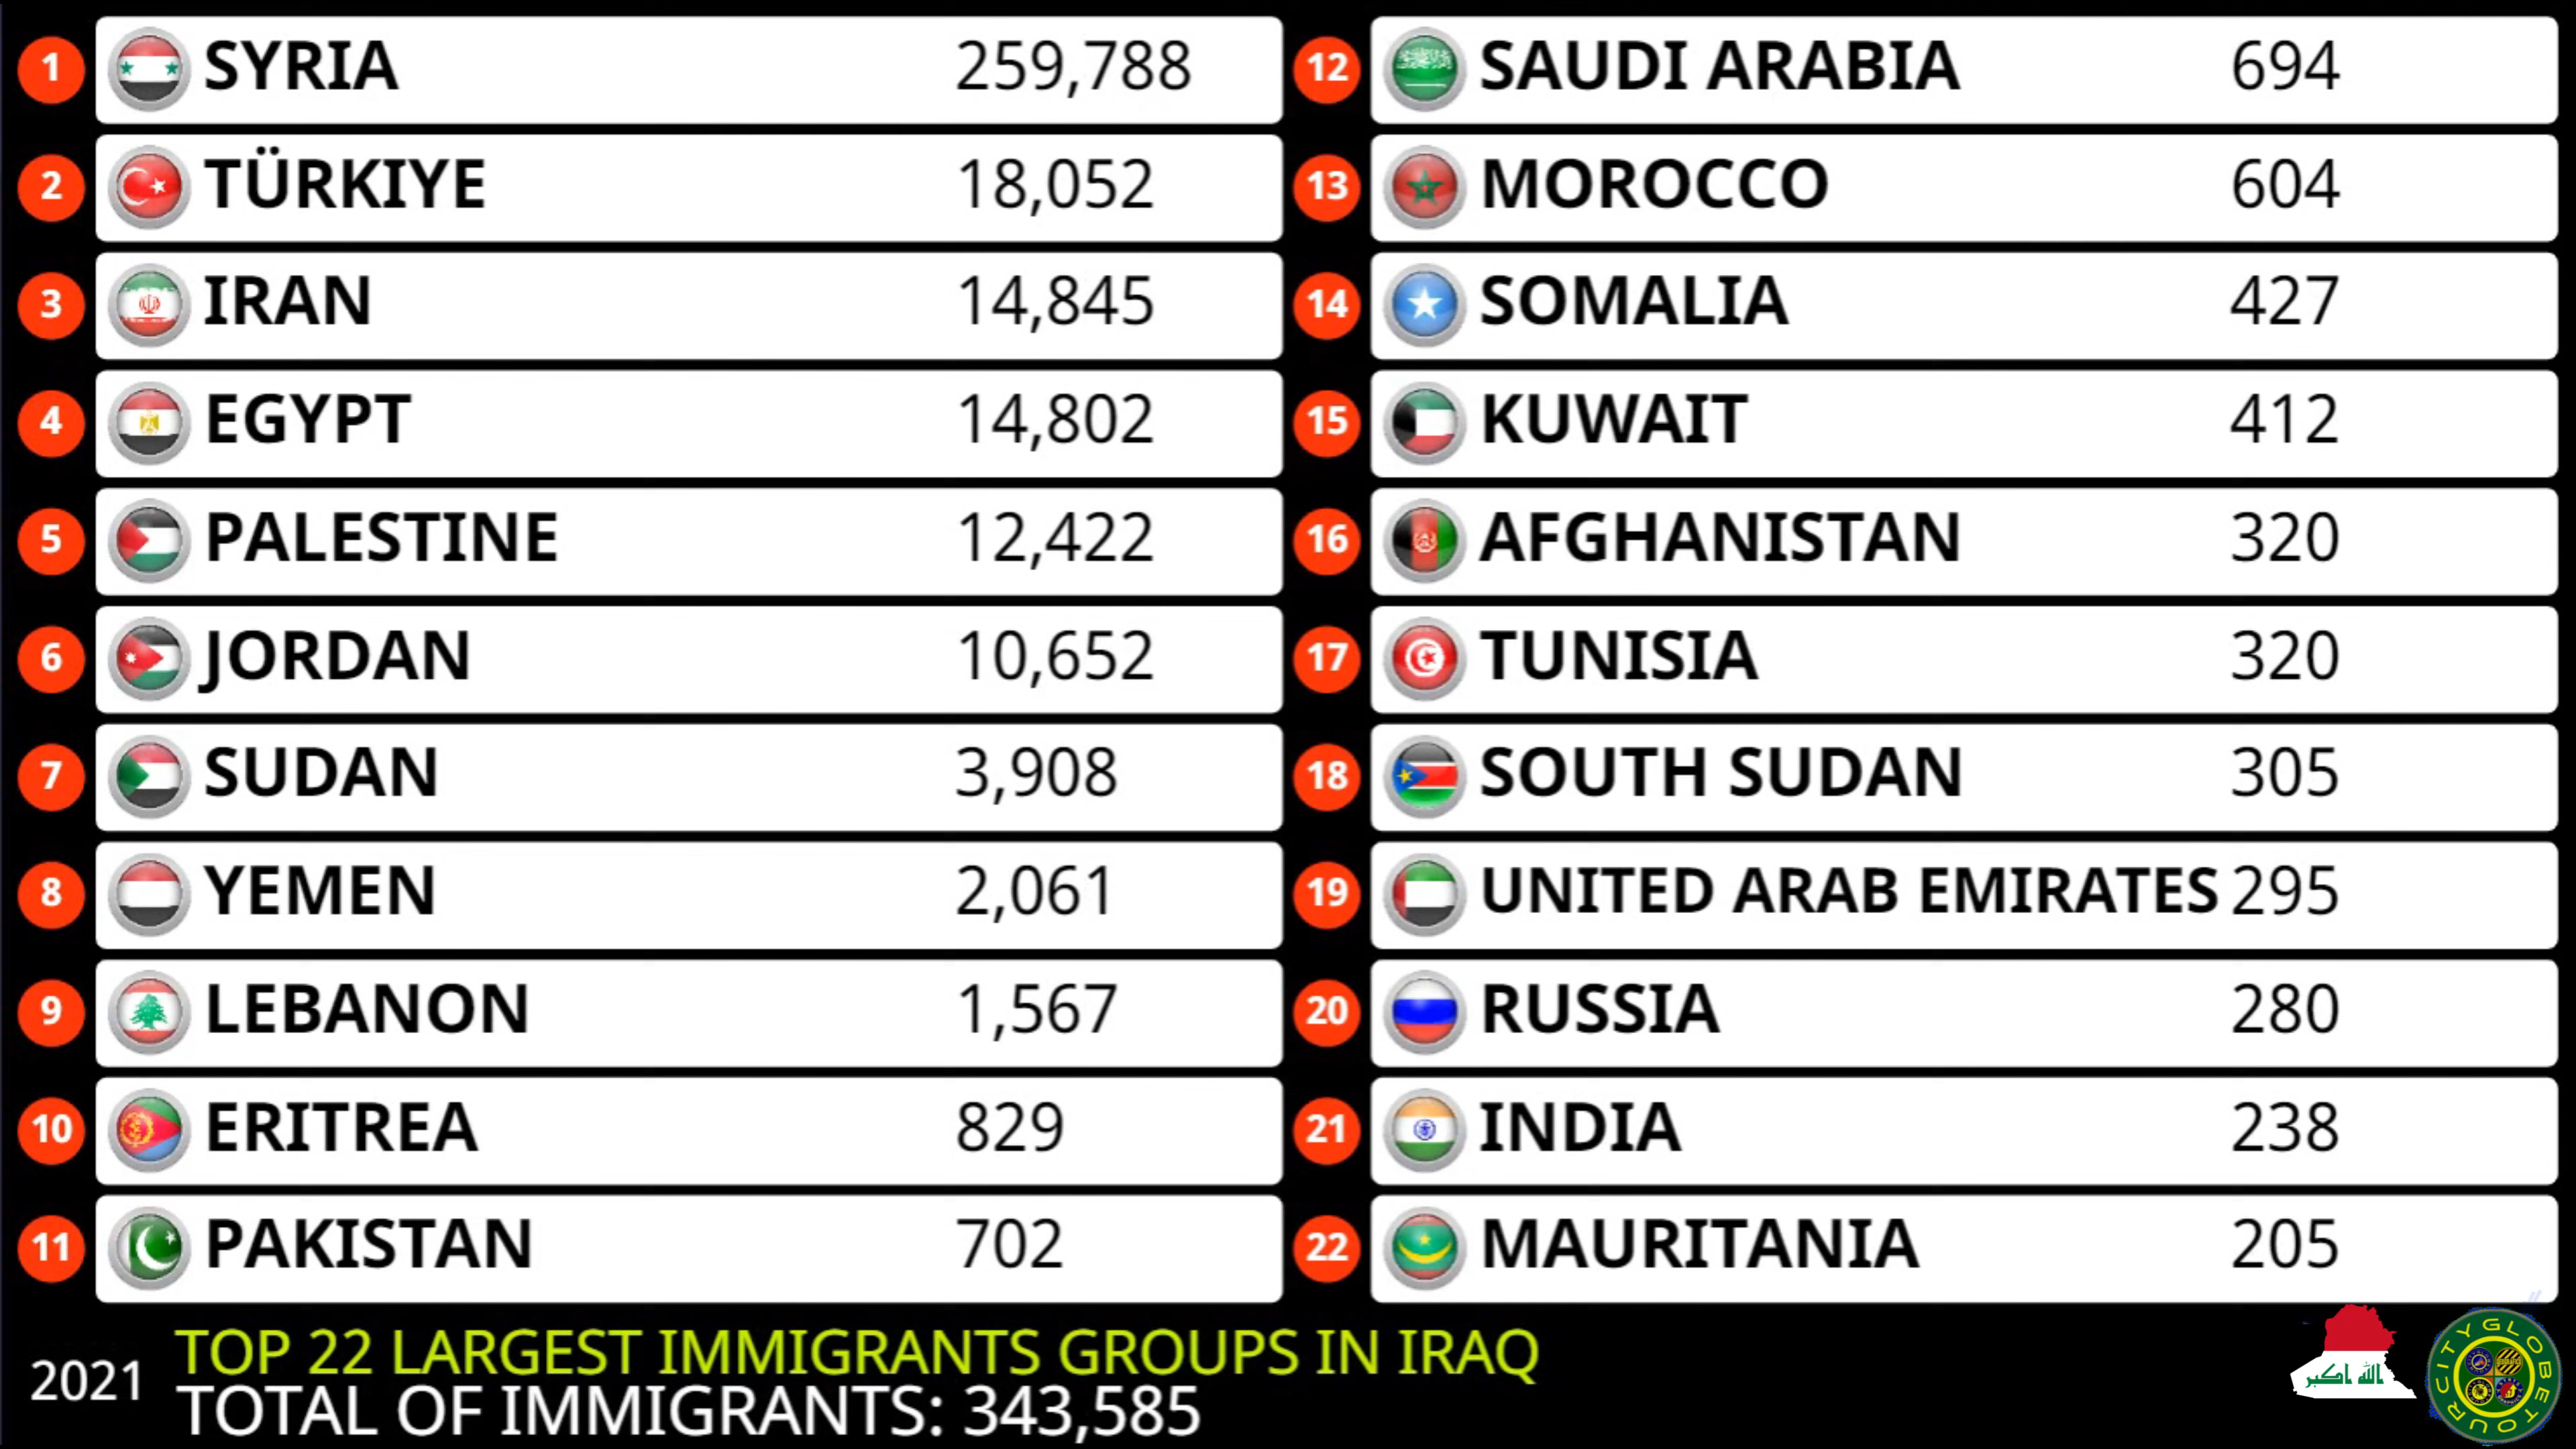 1 SYRIA 259,788
2 TÜRKIYE 18,052
3 IRAN 14,845
4 EGYPT 14,802
5 PALESTINE 12,422
6 JORDAN 10,652
7 SUDAN 3,908
8 YEMEN 2,061
9 LEBANON 1,567
10 ERITREA 829
11 PAKISTAN 702
12 SAUDI ARABIA 694
13 MOROCCO 604
14 SOMALIA 427
15 KUWAIT 412
16 AFGHANISTAN 320
17 TUNISIA 320
18 SOUTH SUDAN 305
19 UNITED ARAB EMIRATES 295
20 RUSSIA 280
21 INDIA 238
22 MAURITANIA 205
2021
TOP 22 LARGEST IMMIGRANTS GROUPS IN IRAQ
TOTAL OF IMMIGRANTS: 343,585
الله اكبر
CITYGLOBETOUR